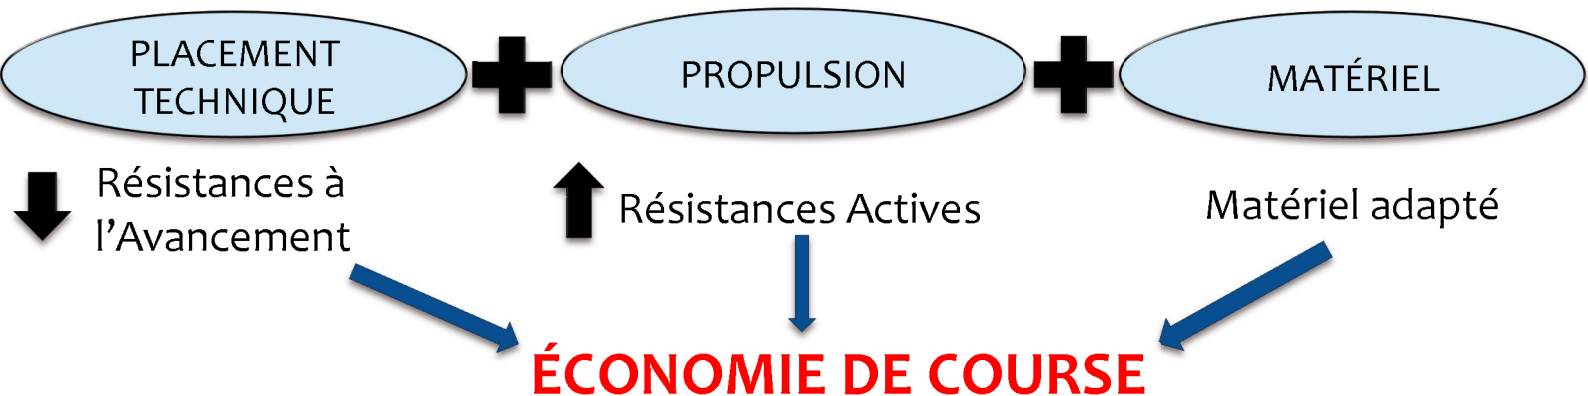 PLACEMENT
TECHNIQUE
PROPULSION
MATÉRIEL
Résistances à
l’Avancement
Résistances Actives
Matériel adapté
ÉCONOMIE DE COURSE